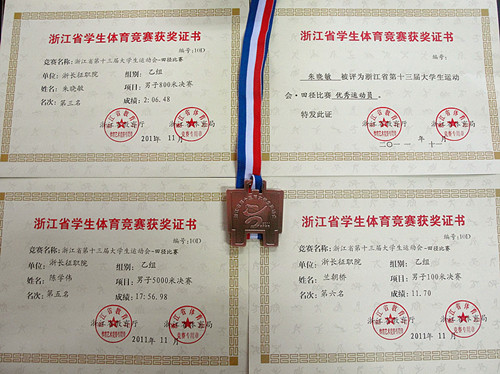 浙江省学生体育竞赛获奖证书
编号:10D
竞赛名称:浙江省第十三届大学生运动会-田径比赛
单位:浙长征职院 组别:乙组
姓名:朱晓敏 项目:男子800米决赛
名次:第三名 成绩:2:06.48
2011年 11月
浙江省学生体育竞赛获奖证书
编号:10D
朱晓敏 被评为浙江省第十三届大学生运动
会·田径比赛 优秀运动员。
特发此证
二〇一一年十一月
浙江省学生体育竞赛获奖证书
编号:10D
竞赛名称:浙江省第十三届大学生运动会-田径比赛
单位:浙长征职院 组别:乙组
姓名:陈学伟 项目:男子5000米决赛
名次:第五名 成绩:17:56.98
2011年 11月
浙江省学生体育竞赛获奖证书
编号:10D
竞赛名称:浙江省第十三届大学生运动会-田径比赛
单位:浙长征职院 组别:乙组
姓名:兰朝桥 项目:男子100米决赛
名次:第六名 成绩:11.70
2011年 11月